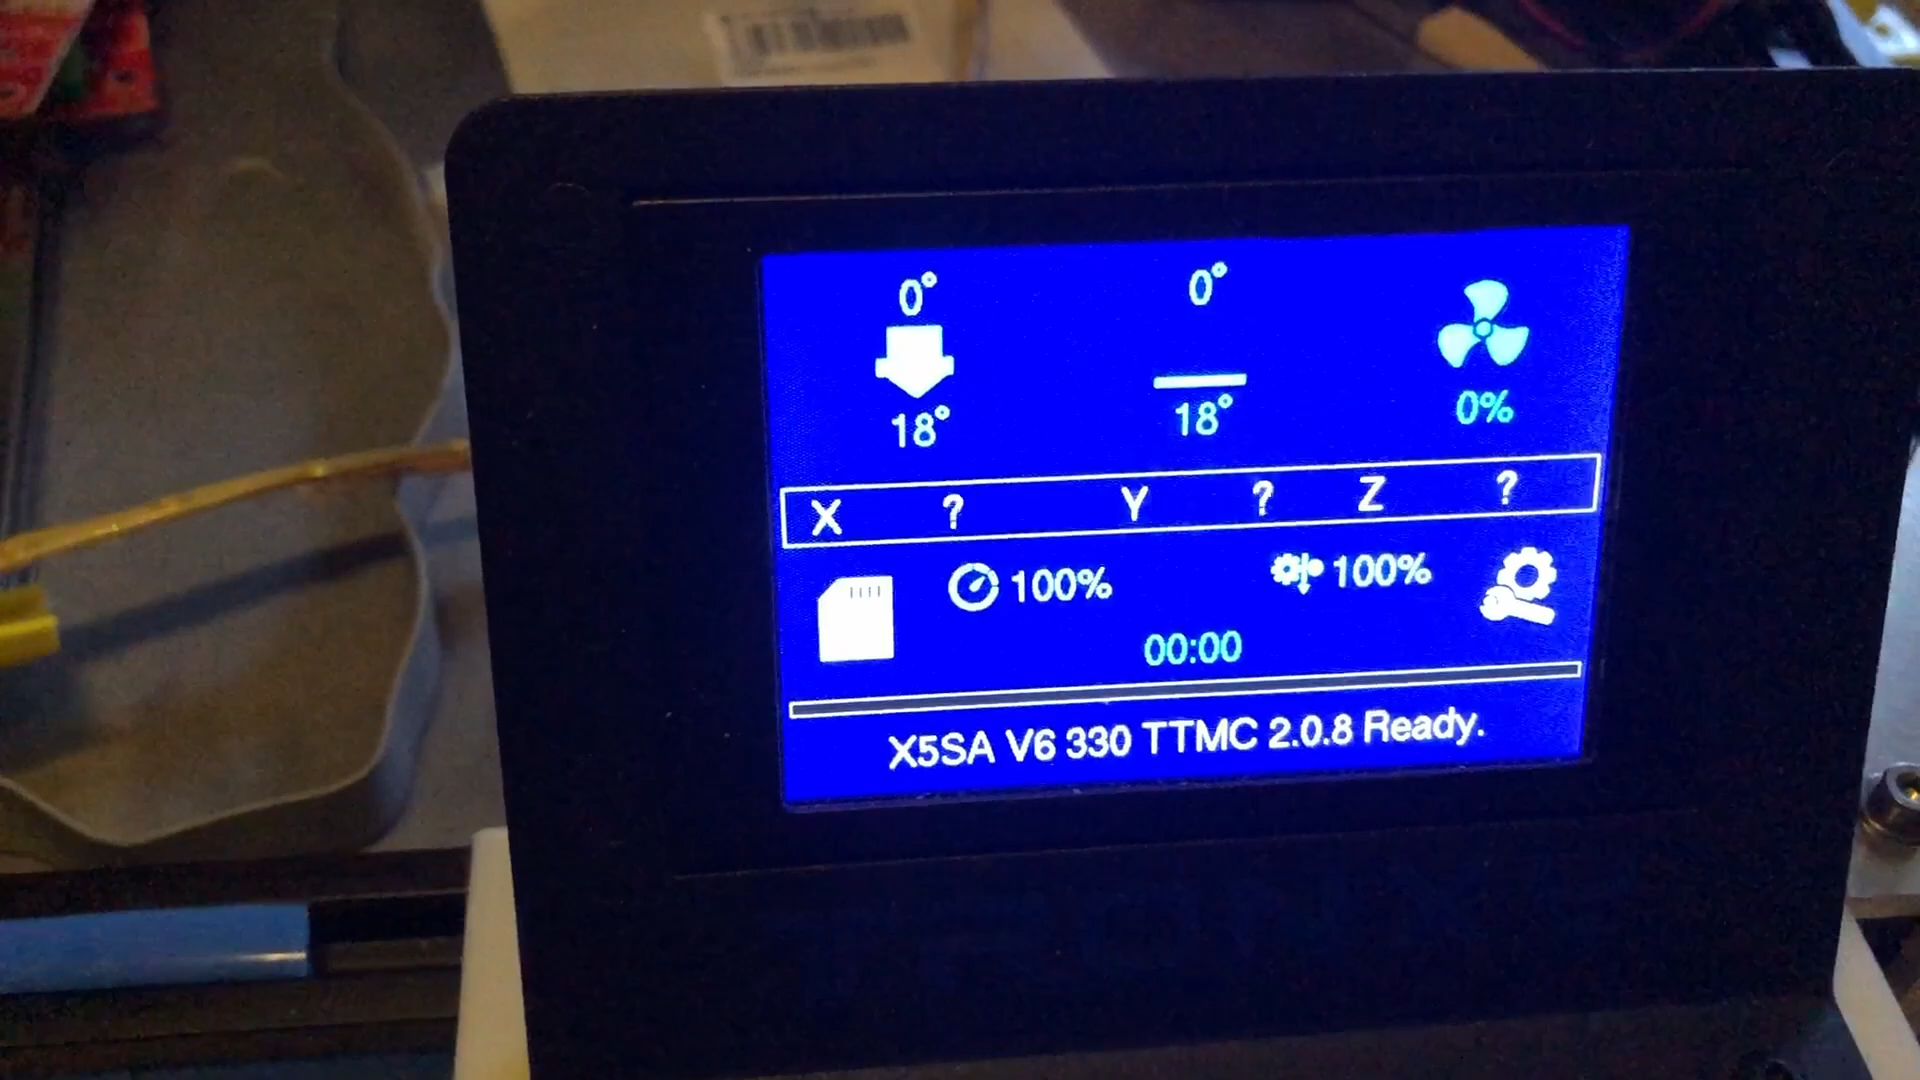 0° 0°
18° 18° 0%
X ? Y ? Z ?
100% 100%
00:00
X5SA V6 330 TTMC 2.0.8 Ready.